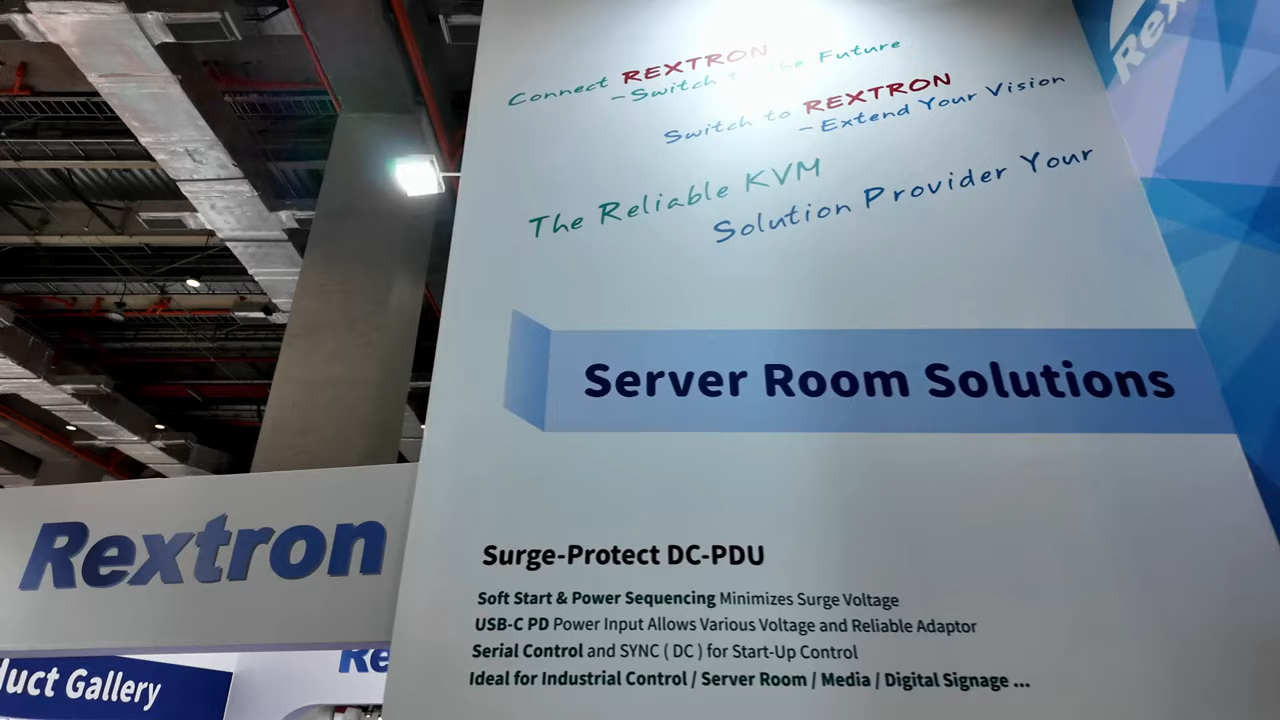 Connect REXTRON
–Switch the Future
Switch to REXTRON
–Extend Your Vision
The Reliable KVM
Solution Provider Your
Server Room Solutions
Rextron
Surge-Protect DC-PDU
Soft Start & Power Sequencing Minimizes Surge Voltage
USB-C PD Power Input Allows Various Voltage and Reliable Adaptor
Serial Control and SYNC ( DC ) for Start-Up Control
Ideal for Industrial Control / Server Room / Media / Digital Signage ...
uct Gallery
Re
Rex